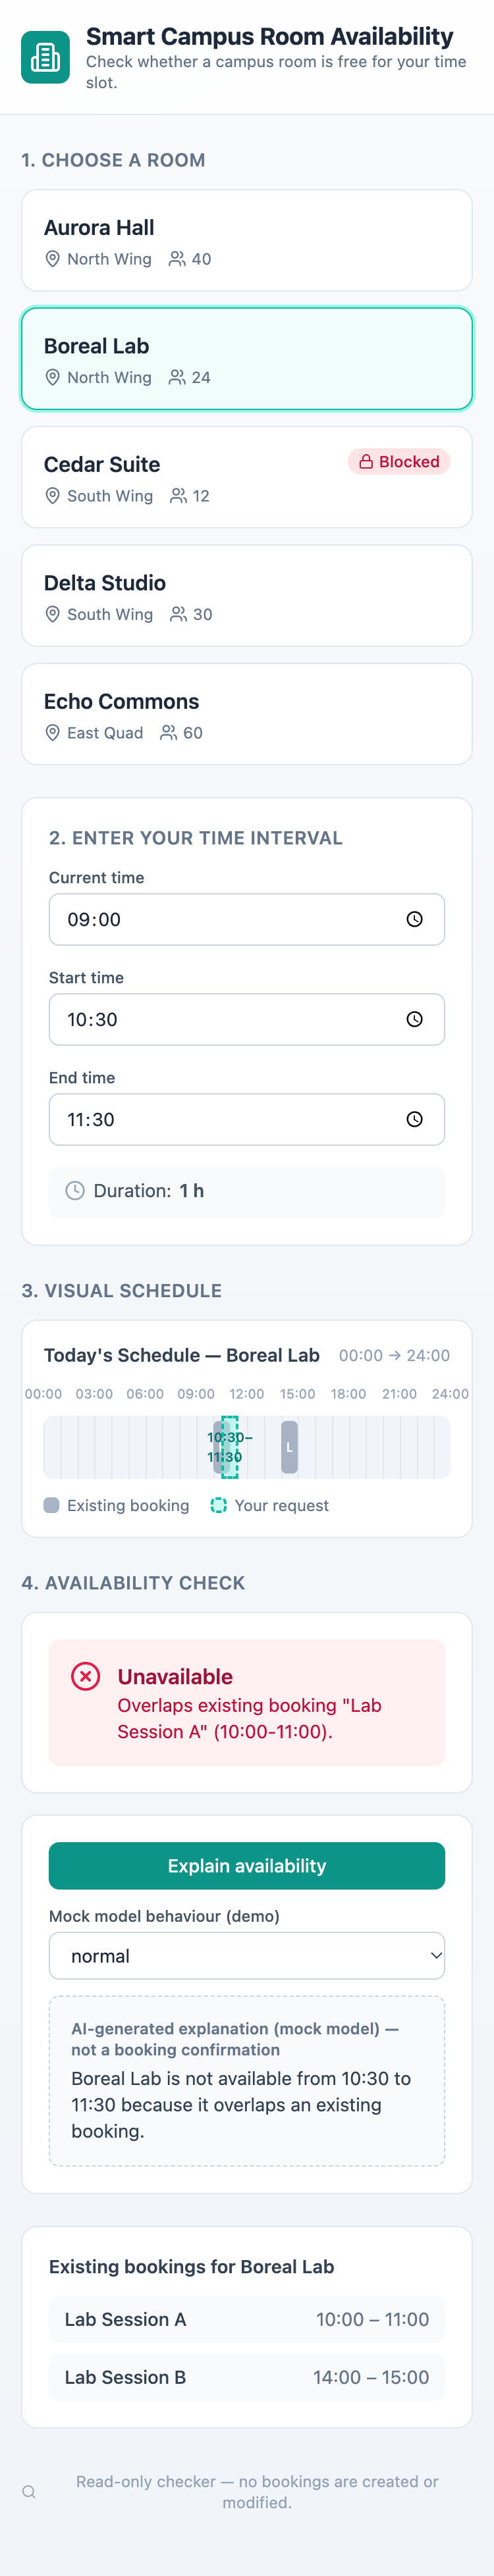 Smart Campus Room Availability
Check whether a campus room is free for your time
slot.
1. CHOOSE A ROOM
Aurora Hall
North Wing 40
Boreal Lab
North Wing 24
Cedar Suite Blocked
South Wing 12
Delta Studio
South Wing 30
Echo Commons
East Quad 60
2. ENTER YOUR TIME INTERVAL
Current time
09:00
Start time
10:30
End time
11:30
Duration: 1 h
3. VISUAL SCHEDULE
Today's Schedule — Boreal Lab 00:00 → 24:00
00:00 03:00 06:00 09:00 12:00 15:00 18:00 21:00 24:00
10:30–
11:30 L
Existing booking Your request
4. AVAILABILITY CHECK
Unavailable
Overlaps existing booking "Lab
Session A" (10:00-11:00).
Explain availability
Mock model behaviour (demo)
normal
AI-generated explanation (mock model) —
not a booking confirmation
Boreal Lab is not available from 10:30 to
11:30 because it overlaps an existing
booking.
Existing bookings for Boreal Lab
Lab Session A 10:00 – 11:00
Lab Session B 14:00 – 15:00
Read-only checker — no bookings are created or
modified.